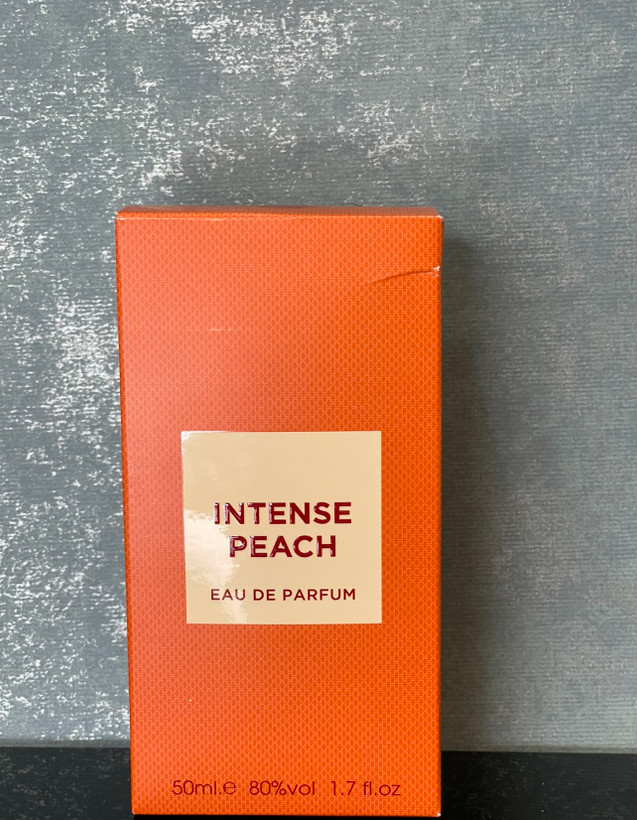 INTENSE
PEACH
EAU DE PARFUM
50ml.e 80%vol 1.7 fl.oz